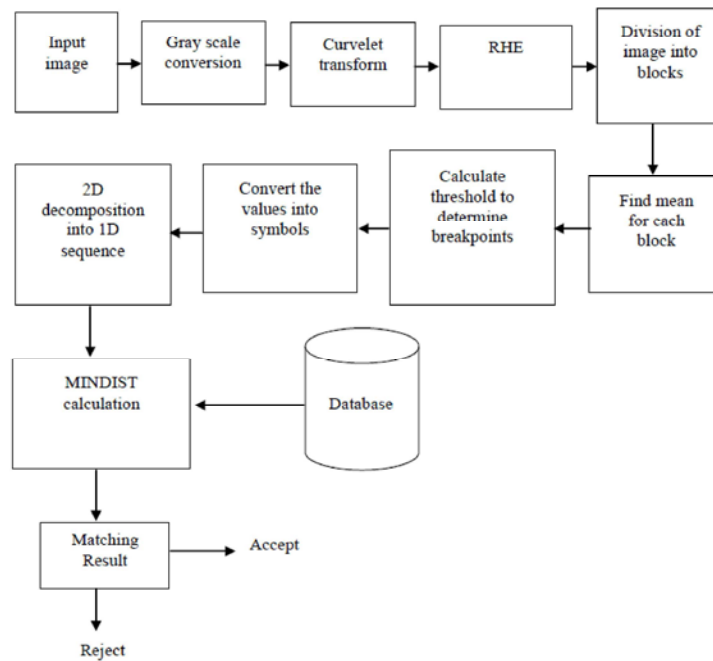 Input
image
Gray scale
conversion
Curvelet
transform
RHE
Division of
image into
blocks
Find mean
for each
block
Calculate
threshold to
determine
breakpoints
Convert the
values into
symbols
2D
decomposition
into 1D
sequence
MINDIST
calculation
Database
Matching
Result
Accept
Reject